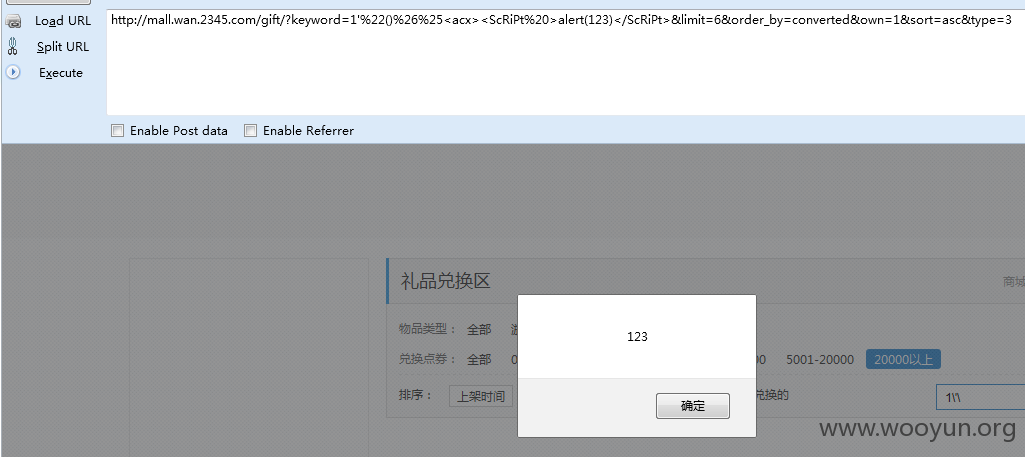 Load URL
http://mall.wan.2345.com/gift/?keyword=1'%22()%26%25<acx><ScRiPt%20>alert(123)</ScRiPt>&limit=6&order_by=converted&own=1&sort=asc&type=3
Split URL
Execute
Enable Post data Enable Referrer
礼品兑换区 商城
物品类型： 全部
兑换点券： 全部 0 00 5001-20000 20000以上
排序： 上架时间 兑换的 1\\
123
确定
www.wooyun.org